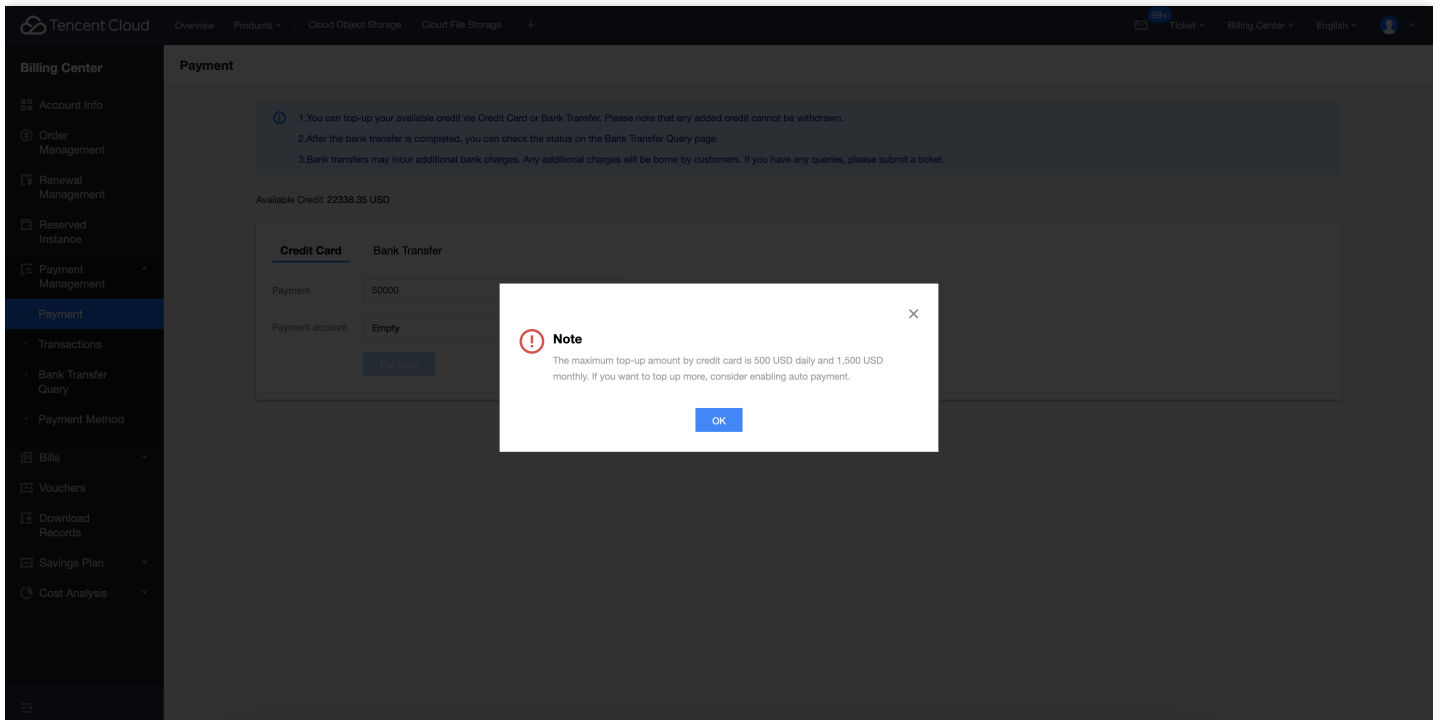 Tencent Cloud
Overview
Products
Cloud Object Storage
Cloud File Storage
+
99+
Ticket
Billing Center
English
Billing Center
Account Info
Order
Management
Renewal
Management
Reserved
Instance
Payment
Management
Payment
Transactions
Bank Transfer
Query
Payment Method
Bills
Vouchers
Download
Records
Savings Plan
Cost Analysis
Payment
1.You can top-up your available credit via Credit Card or Bank Transfer. Please note that any added credit cannot be withdrawn.
2.After the bank transfer is completed, you can check the status on the Bank Transfer Query page.
3.Bank transfers may incur additional bank charges. Any additional charges will be borne by customers. If you have any queries, please submit a ticket.
Available Credit 22338.35 USD
Credit Card
Bank Transfer
Payment
50000
Payment account
Empty
Pay Now
Note
The maximum top-up amount by credit card is 500 USD daily and 1,500 USD
monthly. If you want to top up more, consider enabling auto payment.
OK